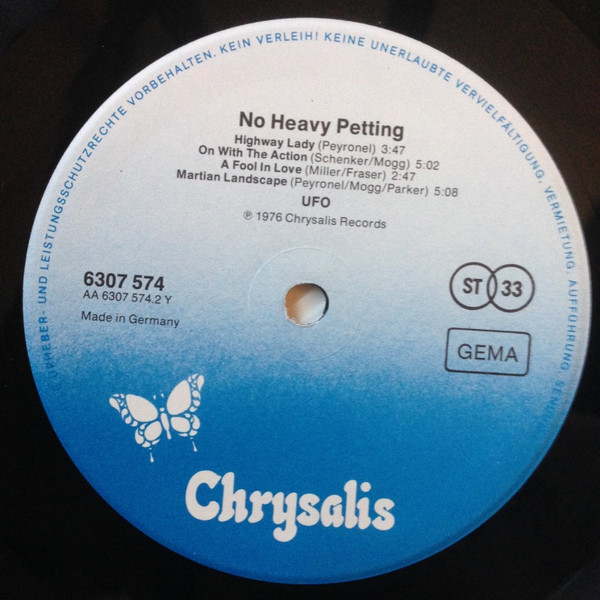 URHEBER- UND LEISTUNGSSCHUTZRECHTE VORBEHALTEN. KEIN VERLEIH! KEINE UNERLAUBTE VERVIELFÄLTIGUNG, VERMIETUNG, AUFFÜHRUNG,
No Heavy Petting
Highway Lady (Peyronel) 3:47
On With The Action (Schenker/Mogg) 5:02
A Fool In Love (Miller/Fraser) 2:47
Martian Landscape (Peyronel/Mogg/Parker) 5:08
UFO
℗ 1976 Chrysalis Records
6307 574
AA 6307 574.2 Y
Made in Germany
ST 33
GEMA
Chrysalis